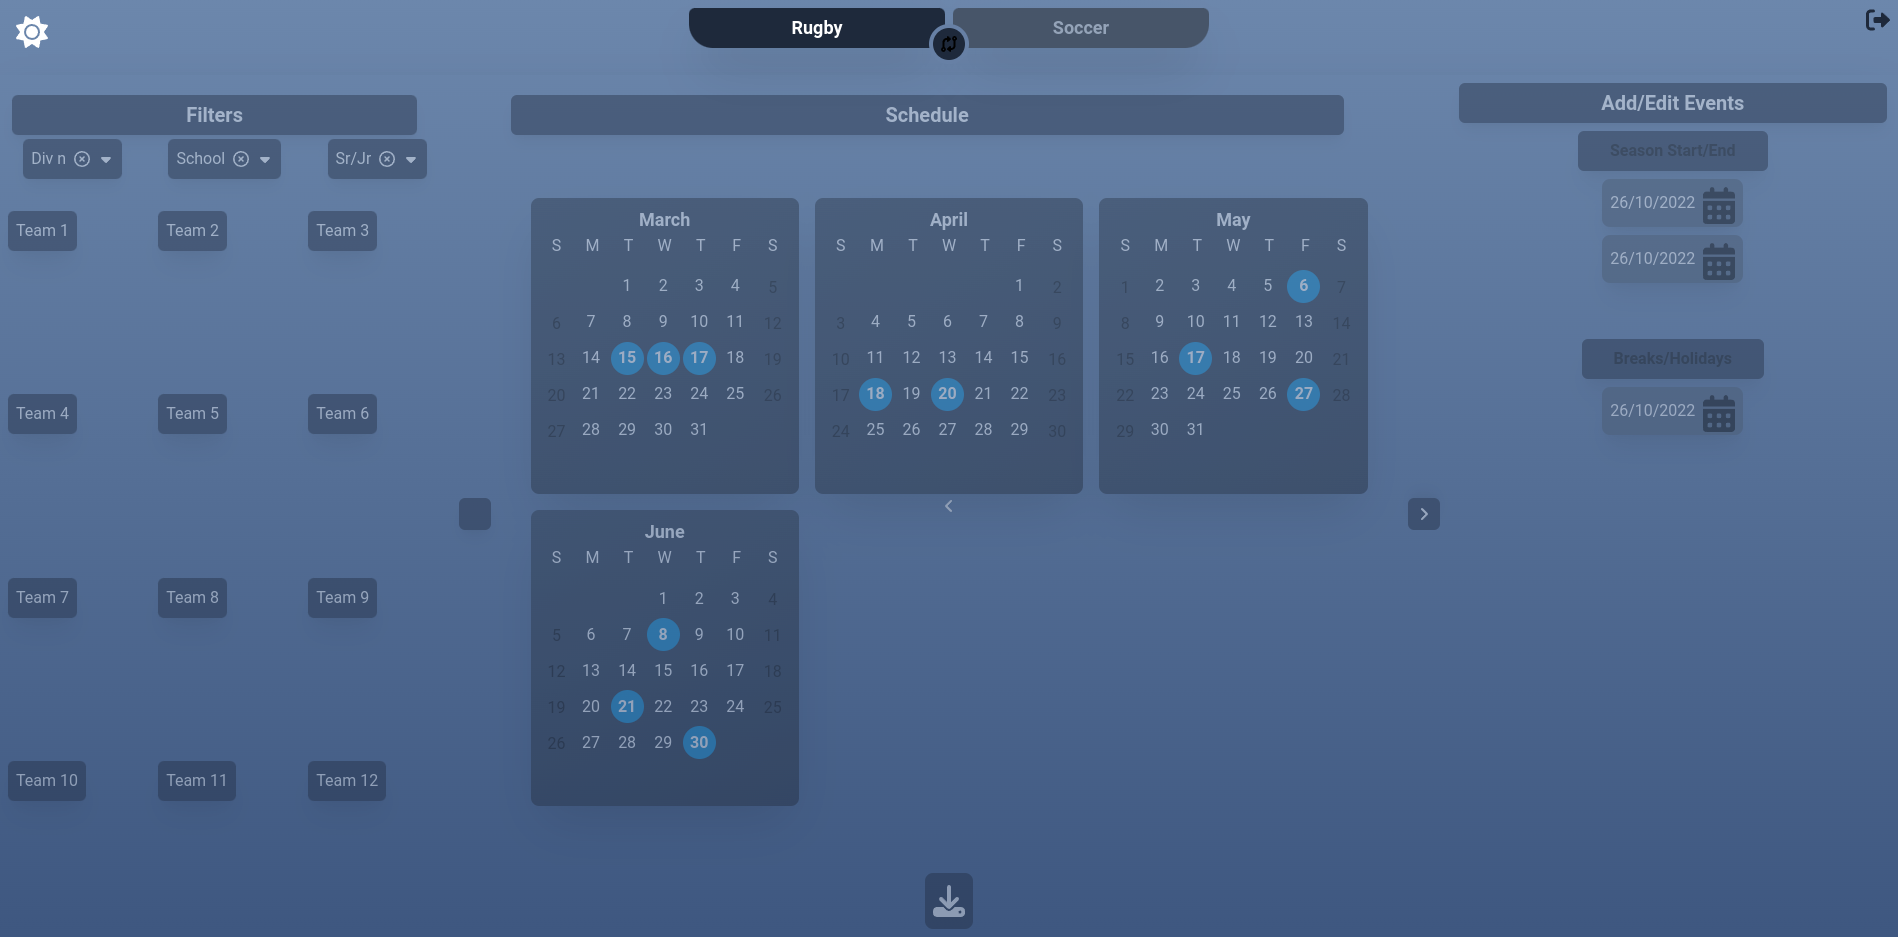 Rugby
Soccer
Filters
Schedule
Add/Edit Events
Div n
School
Sr/Jr
Season Start/End
26/10/2022
26/10/2022
Breaks/Holidays
26/10/2022
Team 1
Team 2
Team 3
Team 4
Team 5
Team 6
Team 7
Team 8
Team 9
Team 10
Team 11
Team 12
March
S M T W T F S
1 2 3 4 5
6 7 8 9 10 11 12
13 14 15 16 17 18 19
20 21 22 23 24 25 26
27 28 29 30 31
April
S M T W T F S
1 2
3 4 5 6 7 8 9
10 11 12 13 14 15 16
17 18 19 20 21 22 23
24 25 26 27 28 29 30
May
S M T W T F S
1 2 3 4 5 6 7
8 9 10 11 12 13 14
15 16 17 18 19 20 21
22 23 24 25 26 27 28
29 30 31
June
S M T W T F S
1 2 3 4
5 6 7 8 9 10 11
12 13 14 15 16 17 18
19 20 21 22 23 24 25
26 27 28 29 30